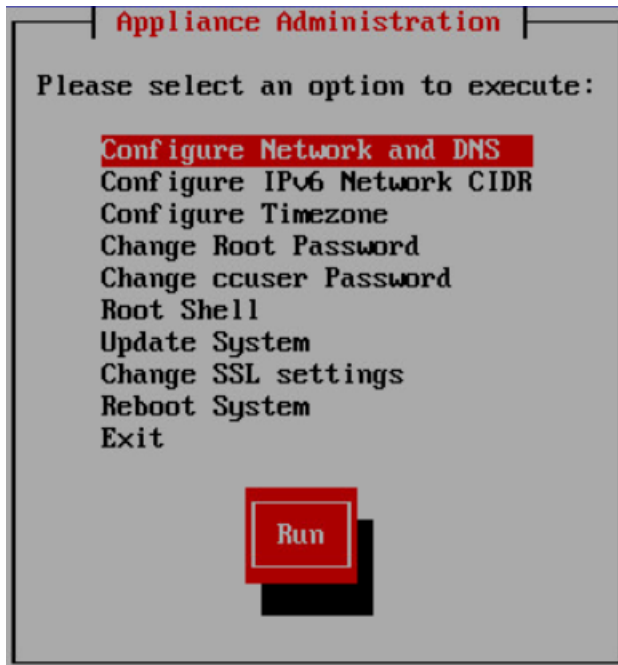 Appliance Administration
Please select an option to execute:
Configure Network and DNS
Configure IPv6 Network CIDR
Configure Timezone
Change Root Password
Change ccuser Password
Root Shell
Update System
Change SSL settings
Reboot System
Exit
Run